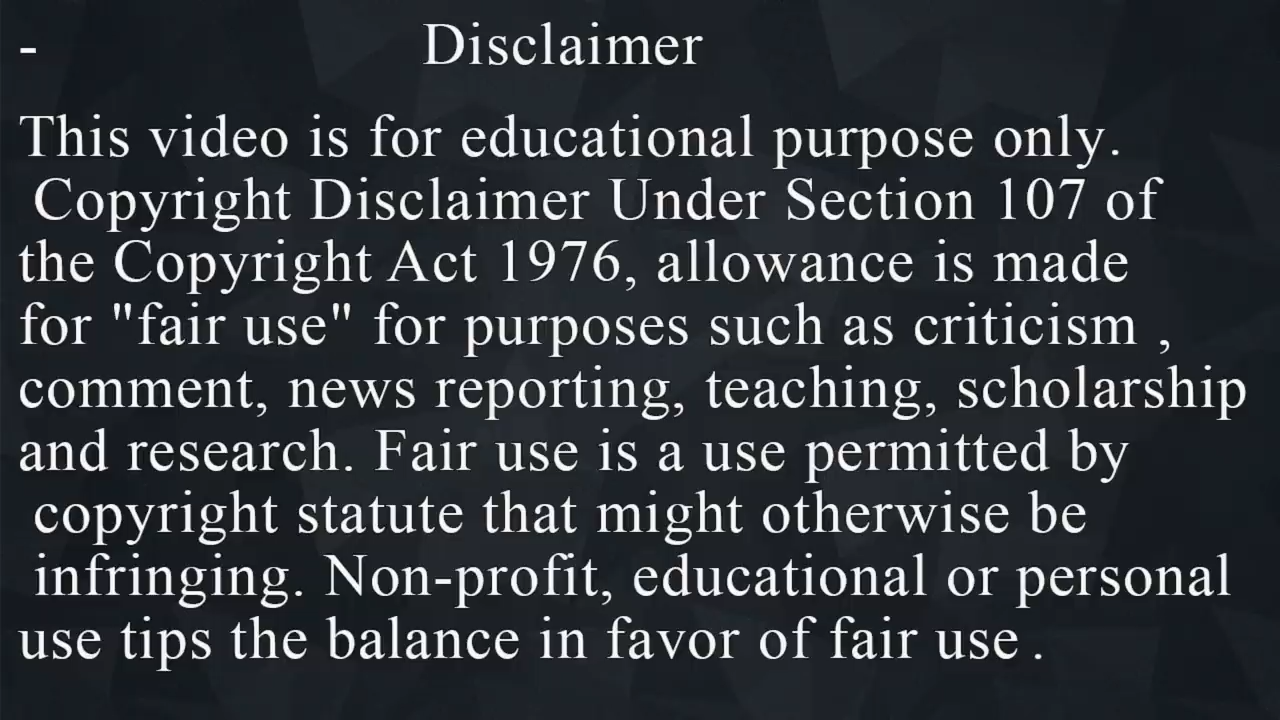 - Disclaimer
This video is for educational purpose only.
Copyright Disclaimer Under Section 107 of
the Copyright Act 1976, allowance is made
for "fair use" for purposes such as criticism ,
comment, news reporting, teaching, scholarship
and research. Fair use is a use permitted by
copyright statute that might otherwise be
infringing. Non-profit, educational or personal
use tips the balance in favor of fair use .